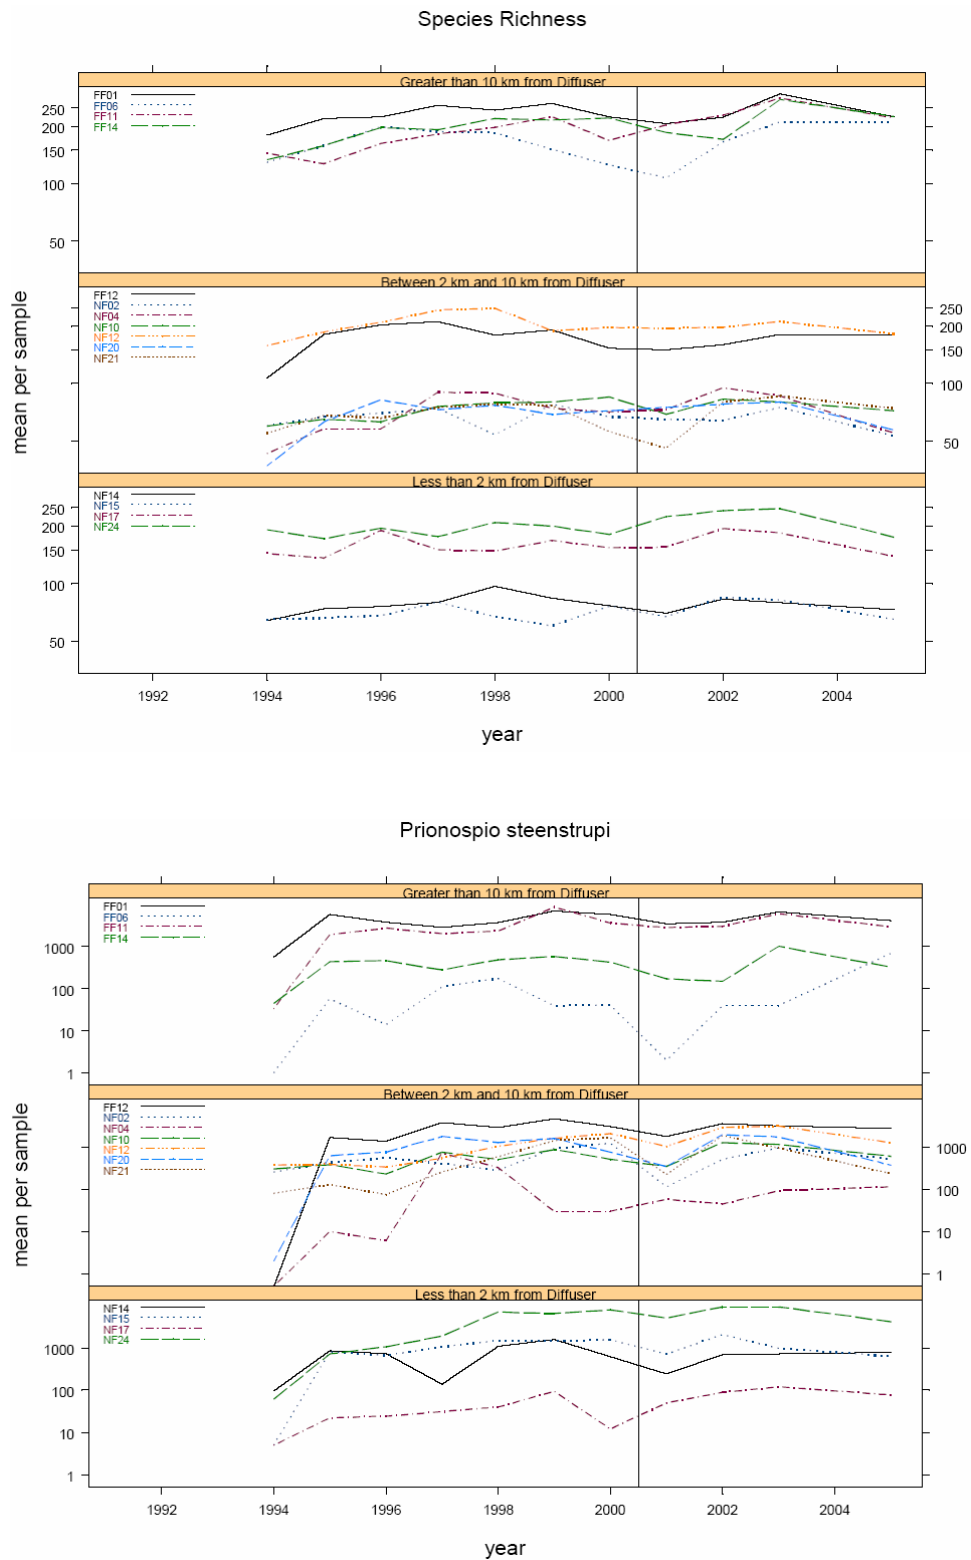 Species Richness
Greater than 10 km from Diffuser
FF01
FF06
FF11
FF14
250
200
150
100
50
Between 2 km and 10 km from Diffuser
FF12
NF02
NF04
NF10
NF12
NF20
NF21
250
200
150
100
50
mean per sample
Less than 2 km from Diffuser
NF14
NF15
NF17
NF24
250
200
150
100
50
1992 1994 1996 1998 2000 2002 2004
year
Prionospio steenstrupi
Greater than 10 km from Diffuser
FF01
FF06
FF11
FF14
1000
100
10
1
Between 2 km and 10 km from Diffuser
FF12
NF02
NF04
NF10
NF12
NF20
NF21
1000
100
10
1
mean per sample
Less than 2 km from Diffuser
NF14
NF15
NF17
NF24
1000
100
10
1
1992 1994 1996 1998 2000 2002 2004
year